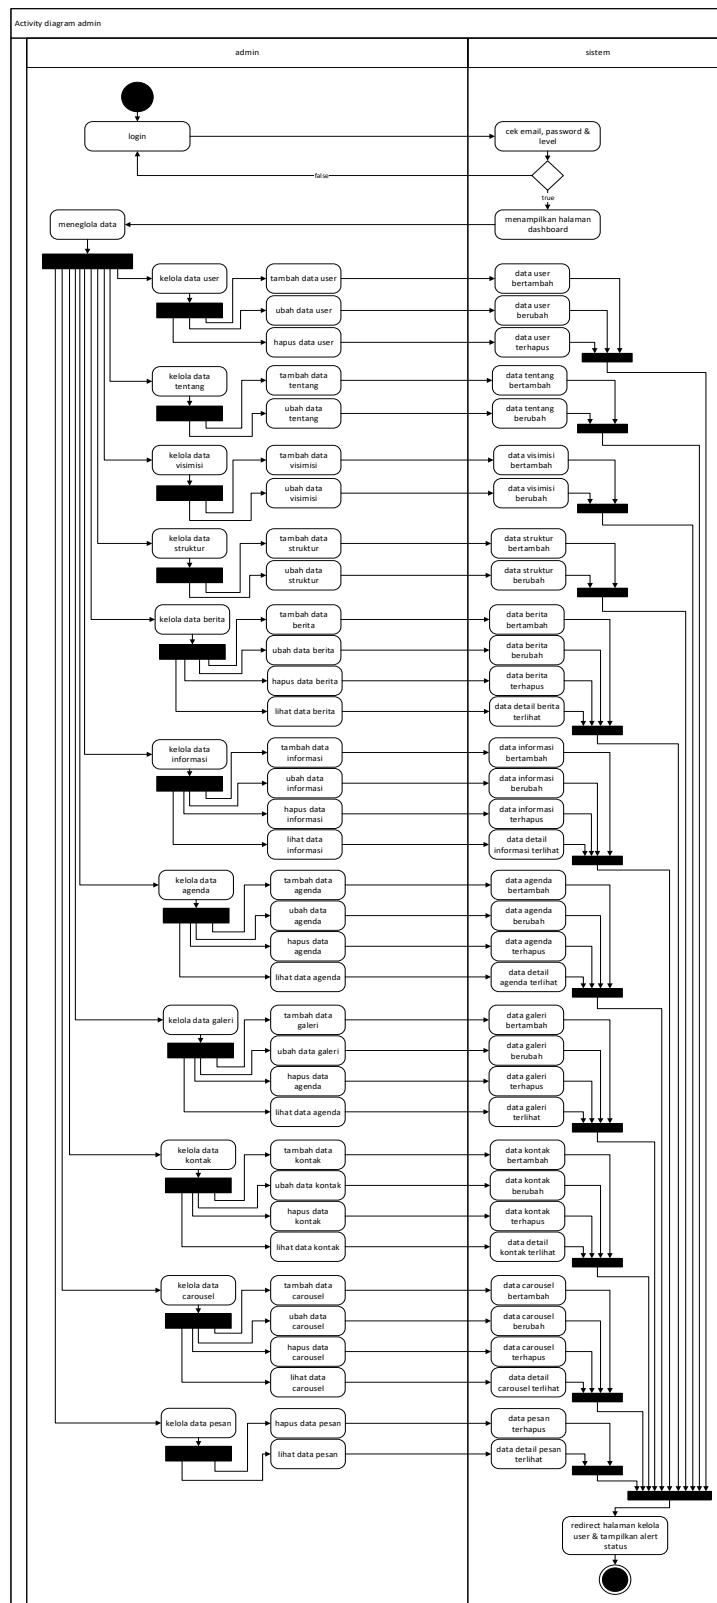 Activity diagram admin
admin
sistem
login
cek email, password &
level
false
true
meneglola data
menampilkan halaman
dashboard
kelola data user
tambah data user
data user
bertambah
ubah data user
data user
berubah
hapus data user
data user
terhapus
kelola data
tentang
tambah data
tentang
data tentang
bertambah
ubah data
tentang
data tentang
berubah
kelola data
visimisi
tambah data
visimisi
data visimisi
bertambah
ubah data
visimisi
data visimisi
berubah
kelola data
struktur
tambah data
struktur
data struktur
bertambah
ubah data
struktur
data struktur
berubah
kelola data berita
tambah data
berita
data berita
bertambah
ubah data berita
data berita
berubah
hapus data berita
data berita
terhapus
lihat data berita
data detail berita
terlihat
kelola data
informasi
tambah data
informasi
data informasi
bertambah
ubah data
informasi
data informasi
berubah
hapus data
informasi
data informasi
terhapus
lihat data
informasi
data detail
informasi terlihat
kelola data
agenda
tambah data
agenda
data agenda
bertambah
ubah data
agenda
data agenda
berubah
hapus data
agenda
data agenda
terhapus
lihat data agenda
data detail
agenda terlihat
kelola data galeri
tambah data
galeri
data galeri
bertambah
ubah data galeri
data galeri
berubah
hapus data
agenda
data galeri
terhapus
lihat data agenda
data galeri
terlihat
kelola data
kontak
tambah data
kontak
data kontak
bertambah
ubah data kontak
data kontak
berubah
hapus data
kontak
data kontak
terhapus
lihat data kontak
data detail
kontak terlihat
kelola data
carousel
tambah data
carousel
data carousel
bertambah
ubah data
carousel
data carousel
berubah
hapus data
carousel
data carousel
terhapus
lihat data
carousel
data detail
carousel terlihat
kelola data pesan
hapus data pesan
data pesan
terhapus
lihat data pesan
data detail pesan
terlihat
redirect halaman kelola
user & tampilkan alert
status